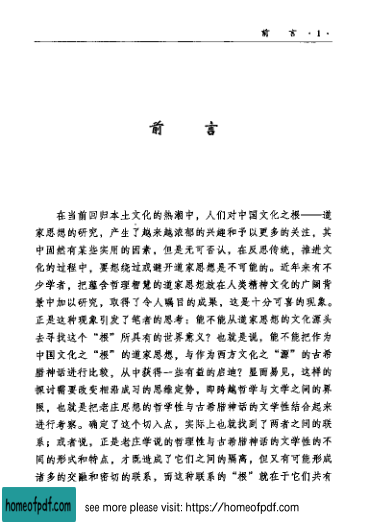 前 言 ·1·
前 言
在当前回归本土文化的热潮中，人们对中国文化之根——道
家思想的研究，产生了越来越浓郁的兴趣和予以更多的关注，其
中固然有某些实用的因素，但是无可否认，在反思传统，推进文
化的过程中，要想绕过或避开道家思想是不可能的。近年来有不
少学者，把蕴含哲理智慧的道家思想放在人类精神文化的广阔背
景中加以研究，取得了令人嘱目的成果，这是十分可喜的现象。
正是这种现象引发了笔者的思考：能不能从道家思想的文化源头
去寻找这个“根”所具有的世界意义？也就是说，能不能把作为
中国文化之“根”的道家思想，与作为西方文化之“源”的古希
腊神话进行比较，从中获得一些有益的启迪？显而易见，这样的
探讨需要改变相沿成习的思维定势，即跨越哲学与文学之间的界
限，也就是把老庄思想的哲学性与古希腊神话的文学性结合起来
进行考察。确定了这个切入点，实际上也就找到了两者之间的联
系；或者说，正是老庄学说的哲理性与古希腊神话的文学性的不
同的形式和特点，才既造成了它们之间的隔离，但又有可能形成
诸多的交融和密切的联系，而这种联系的“根”就在于它们共有
homeofpdf.com see more please visit: https://homeofpdf.com